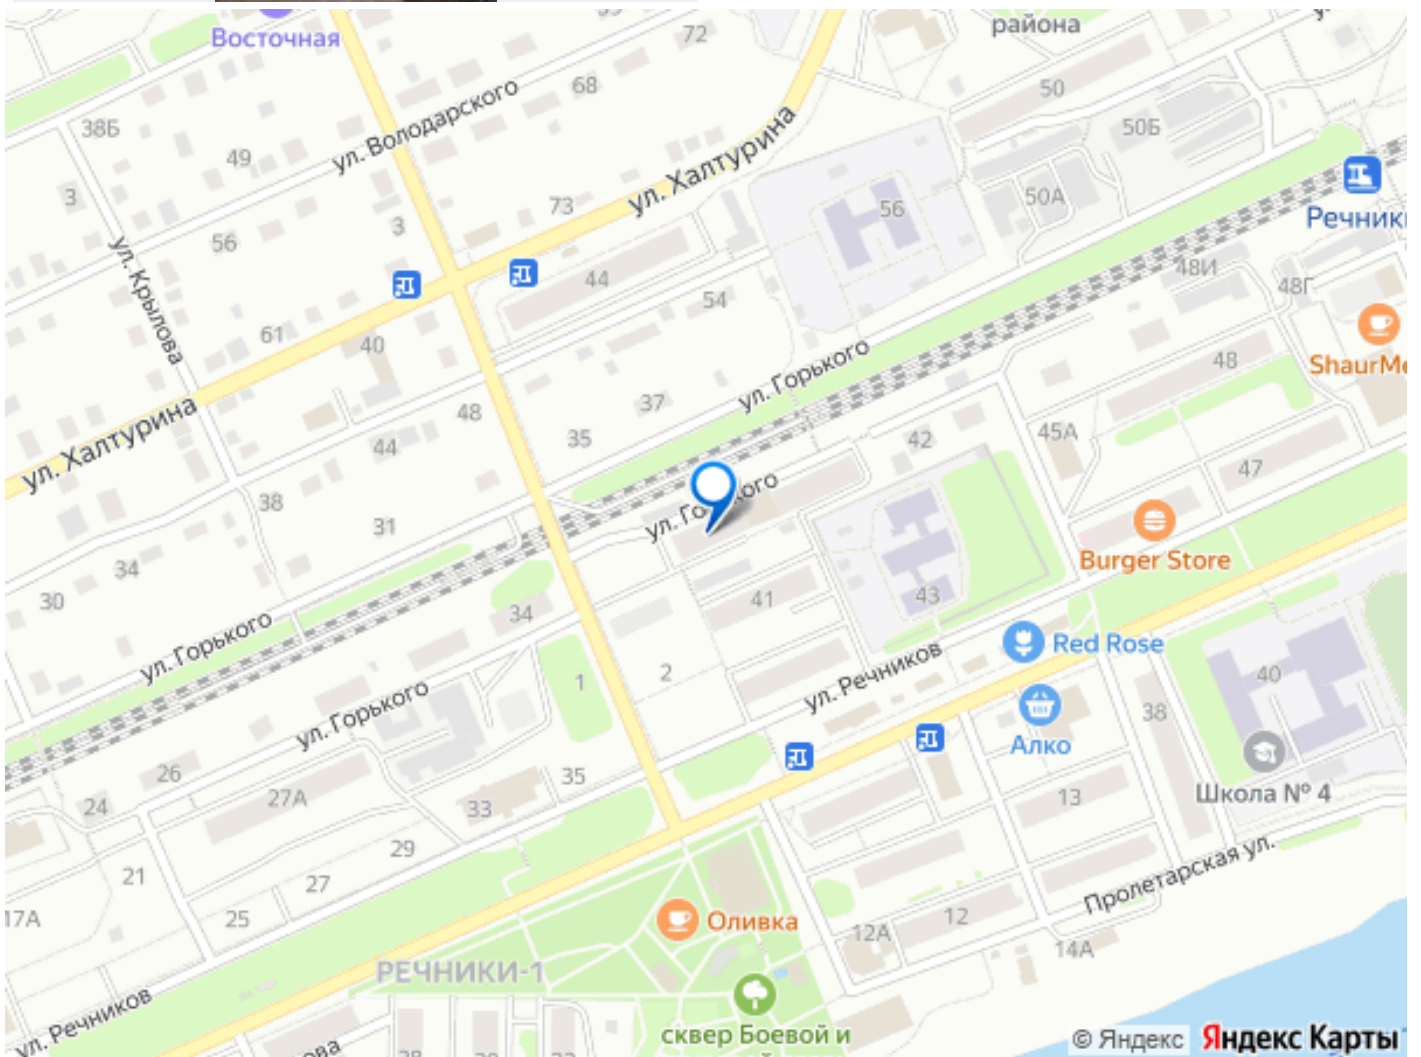 Восточная
района
72
68
50
38Б
ул. Володарского
50Б
49
3
ул. Халтурина
73
56
50А
56
3
Речник
ул. Крылова
44
54
48И
48Г
61
40
ул. Горького
48
ShaurMe
ул. Халтурина
48
37
35
42
45А
44
47
38
31
ул. Горького
Burger Store
34
30
41
43
34
ул. Горького
Red Rose
2
1
ул. Речников
40
ул. Горького
38
Алко
26
35
Школа № 4
24
27А
33
13
29
Пролетарская ул.
21
27
17А
25
Оливка
12
12А
14А
РЕЧНИКИ-1
ул. Речников
сквер Боевой и
© Яндекс Яндекс Карты